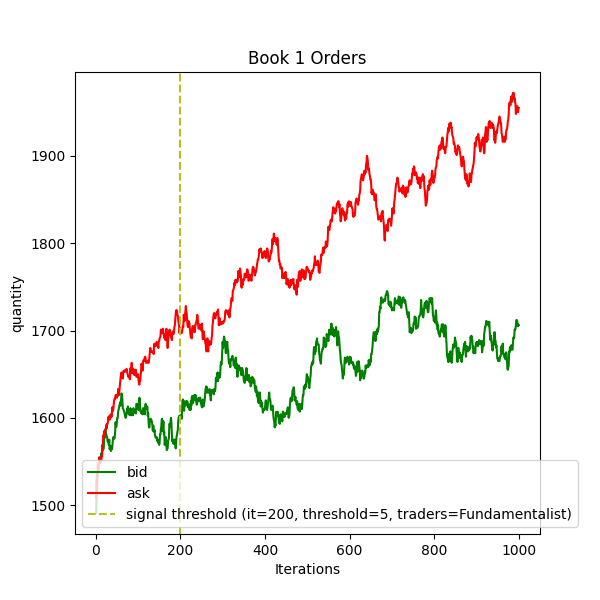 Book 1 Orders
quantity
1900
1800
1700
1600
1500
bid
ask
signal threshold (it=200, threshold=5, traders=Fundamentalist)
0 200 400 600 800 1000
Iterations